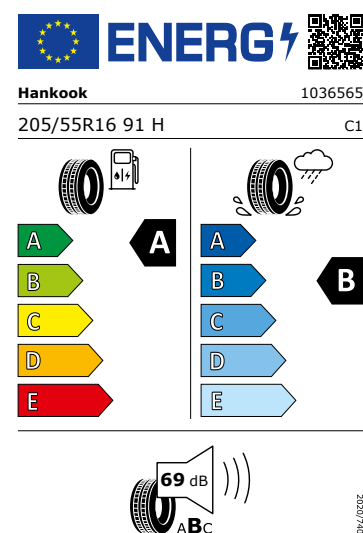 ENERG
Hankook 1036565
205/55R16 91 H C1
A A A
B B B
C C
D D
E E
69 dB
ABC
2020/740